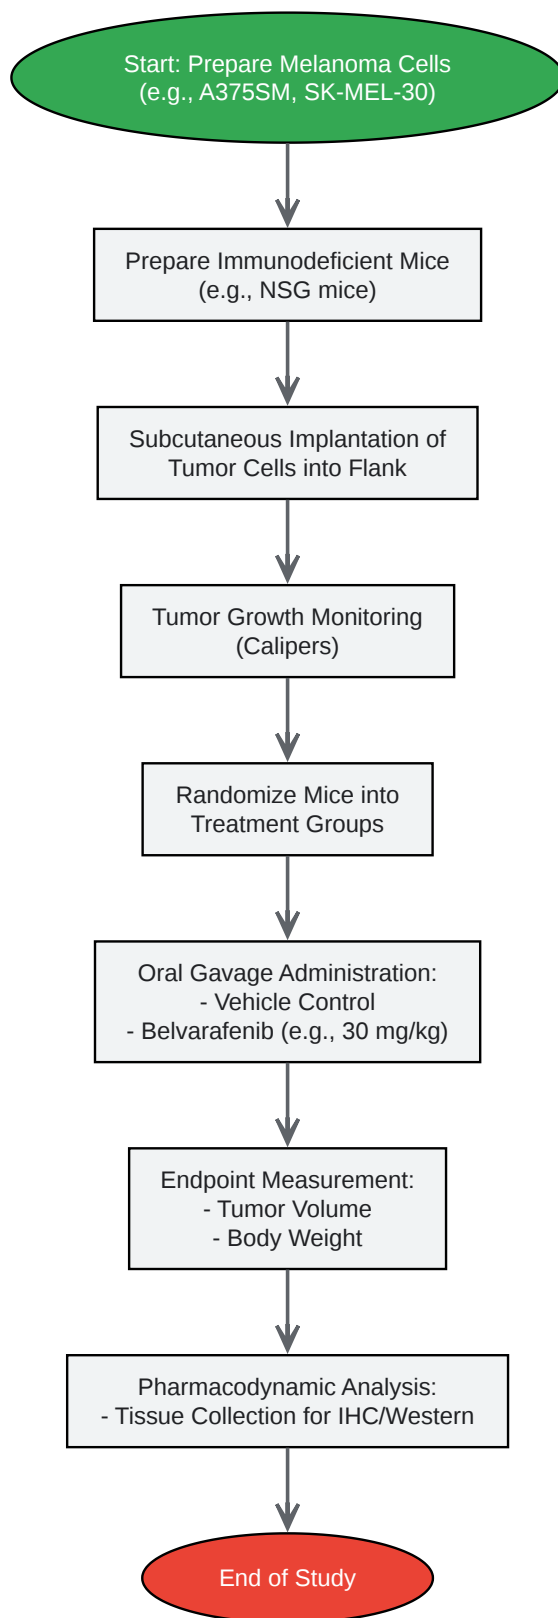 Start: Prepare Melanoma Cells
(e.g., A375SM, SK-MEL-30)
Prepare Immunodeficient Mice
(e.g., NSG mice)
Subcutaneous Implantation of
Tumor Cells into Flank
Tumor Growth Monitoring
(Calipers)
Randomize Mice into
Treatment Groups
Oral Gavage Administration:
- Vehicle Control
- Belvarafenib (e.g., 30 mg/kg)
Endpoint Measurement:
- Tumor Volume
- Body Weight
Pharmacodynamic Analysis:
- Tissue Collection for IHC/Western
End of Study